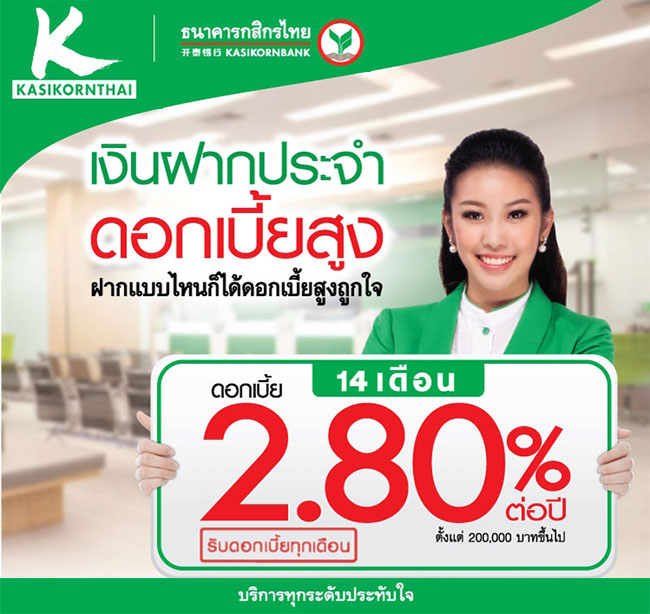 K
KASIKORNTHAI
ธนาคารกสิกรไทย
开泰银行 KASIKORNBANK
เงินฝากประจำ
ดอกเบี้ยสูง
ฝากแบบไหนก็ได้ดอกเบี้ยสูงถูกใจ
14 เดือน
ดอกเบี้ย
2.80%
ต่อปี
รับดอกเบี้ยทุกเดือน
ตั้งแต่ 200,000 บาทขึ้นไป
บริการทุกระดับประทับใจ